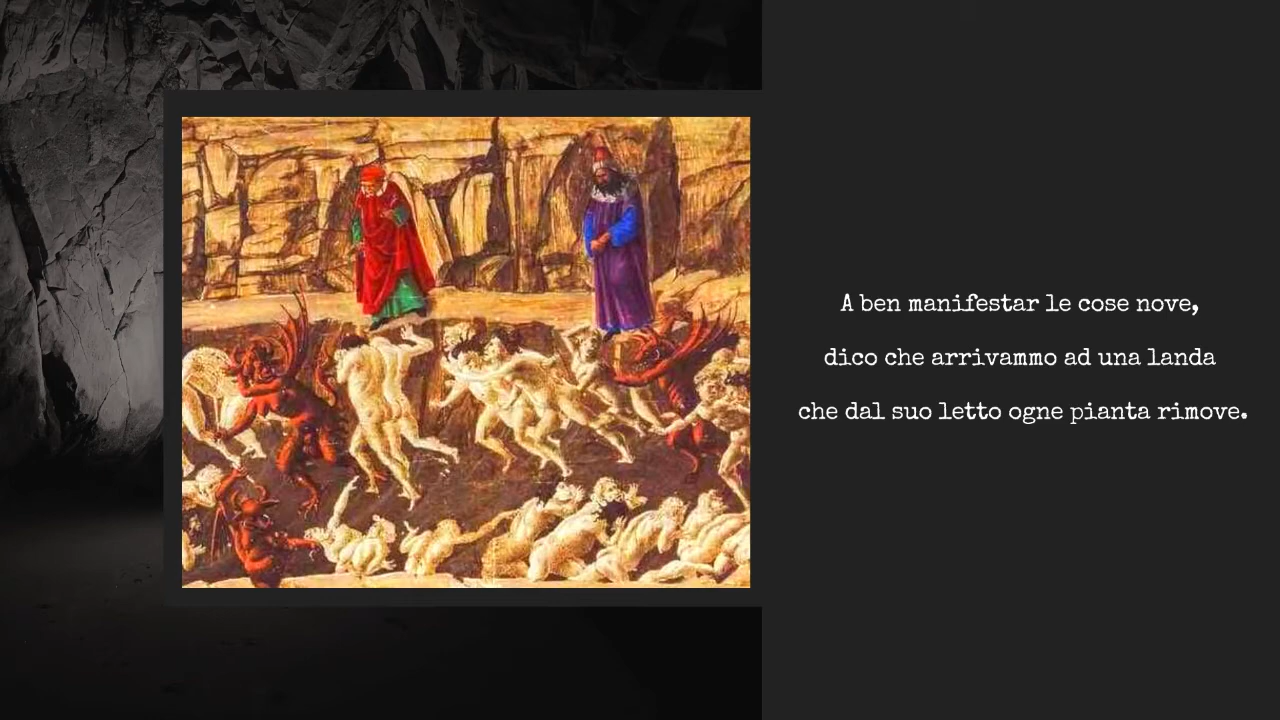 A ben manifestar le cose nove,
dico che arrivammo ad una landa
che dal suo letto ogne pianta rimove.